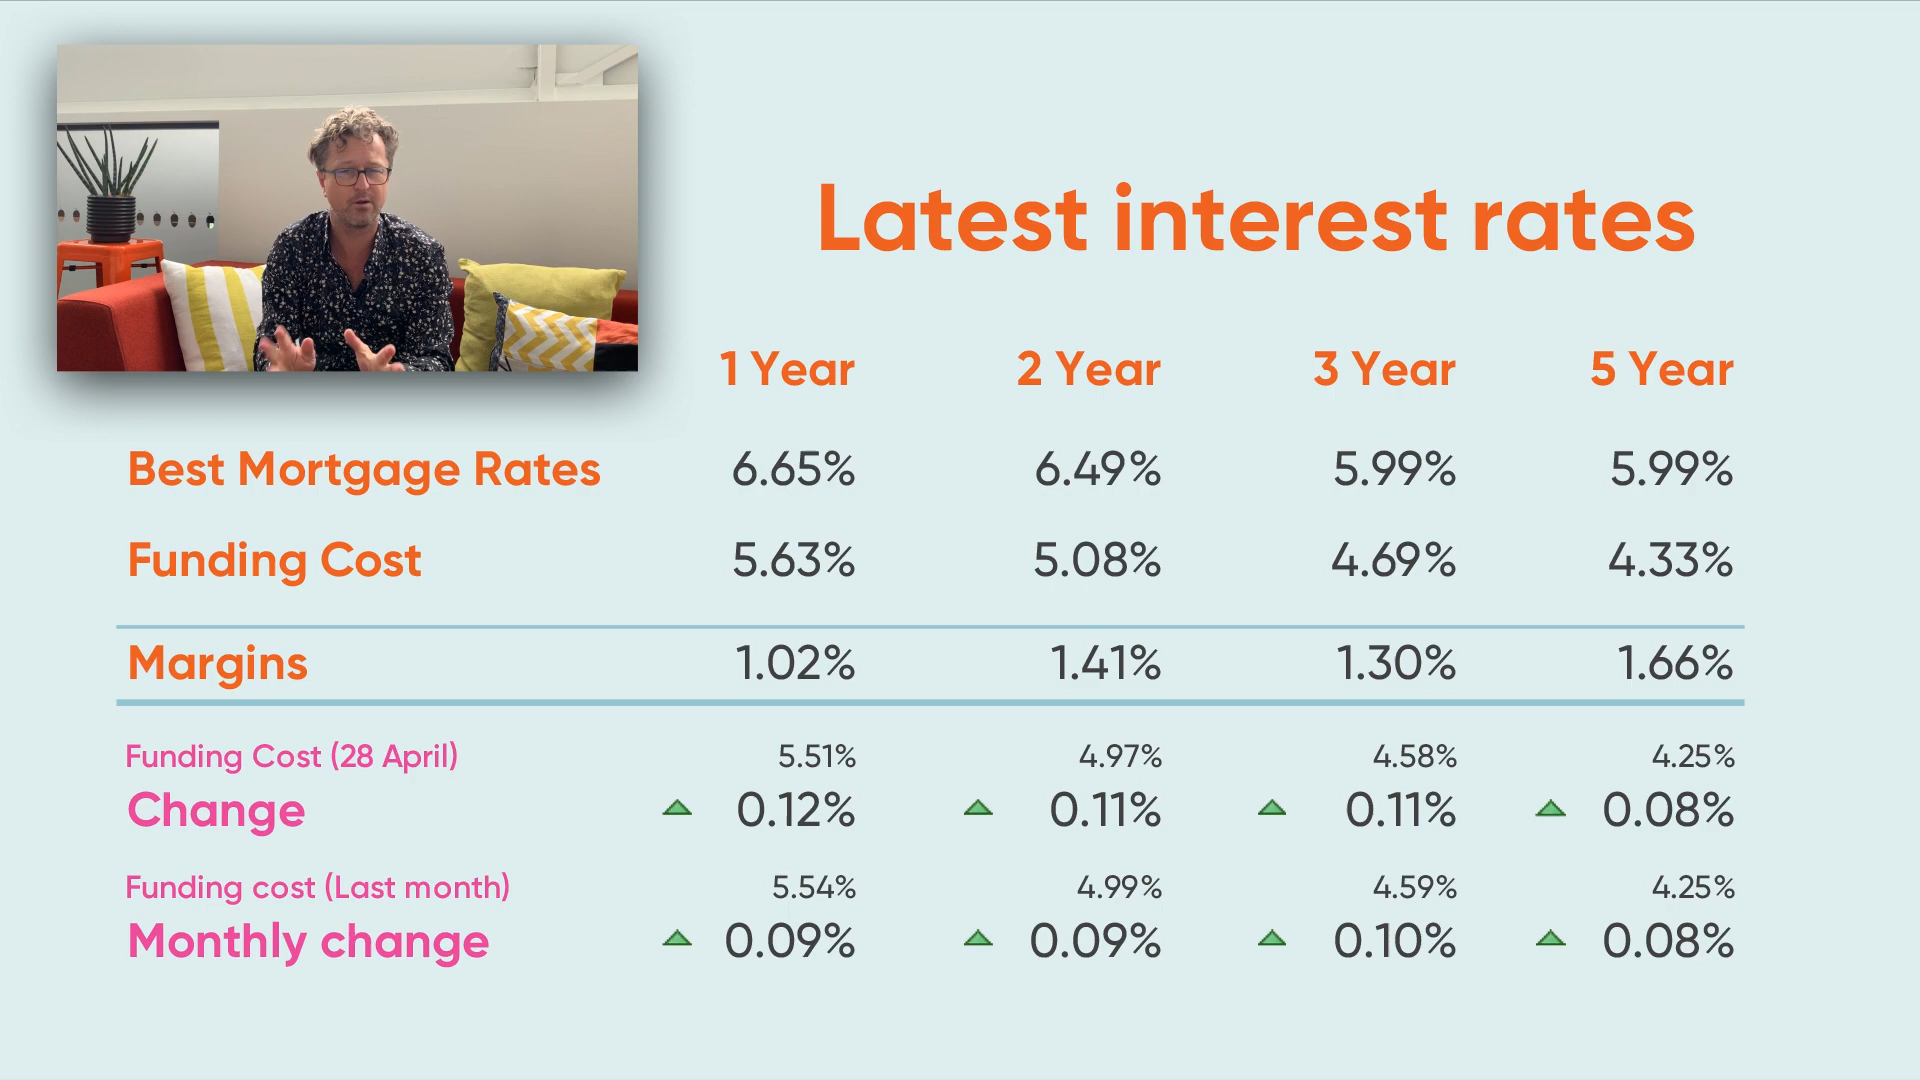 Latest interest rates
1 Year 2 Year 3 Year 5 Year
Best Mortgage Rates 6.65% 6.49% 5.99% 5.99%
Funding Cost 5.63% 5.08% 4.69% 4.33%
Margins 1.02% 1.41% 1.30% 1.66%
Funding Cost (28 April) 5.51% 4.97% 4.58% 4.25%
Change 0.12% 0.11% 0.11% 0.08%
Funding cost (Last month) 5.54% 4.99% 4.59% 4.25%
Monthly change 0.09% 0.09% 0.10% 0.08%